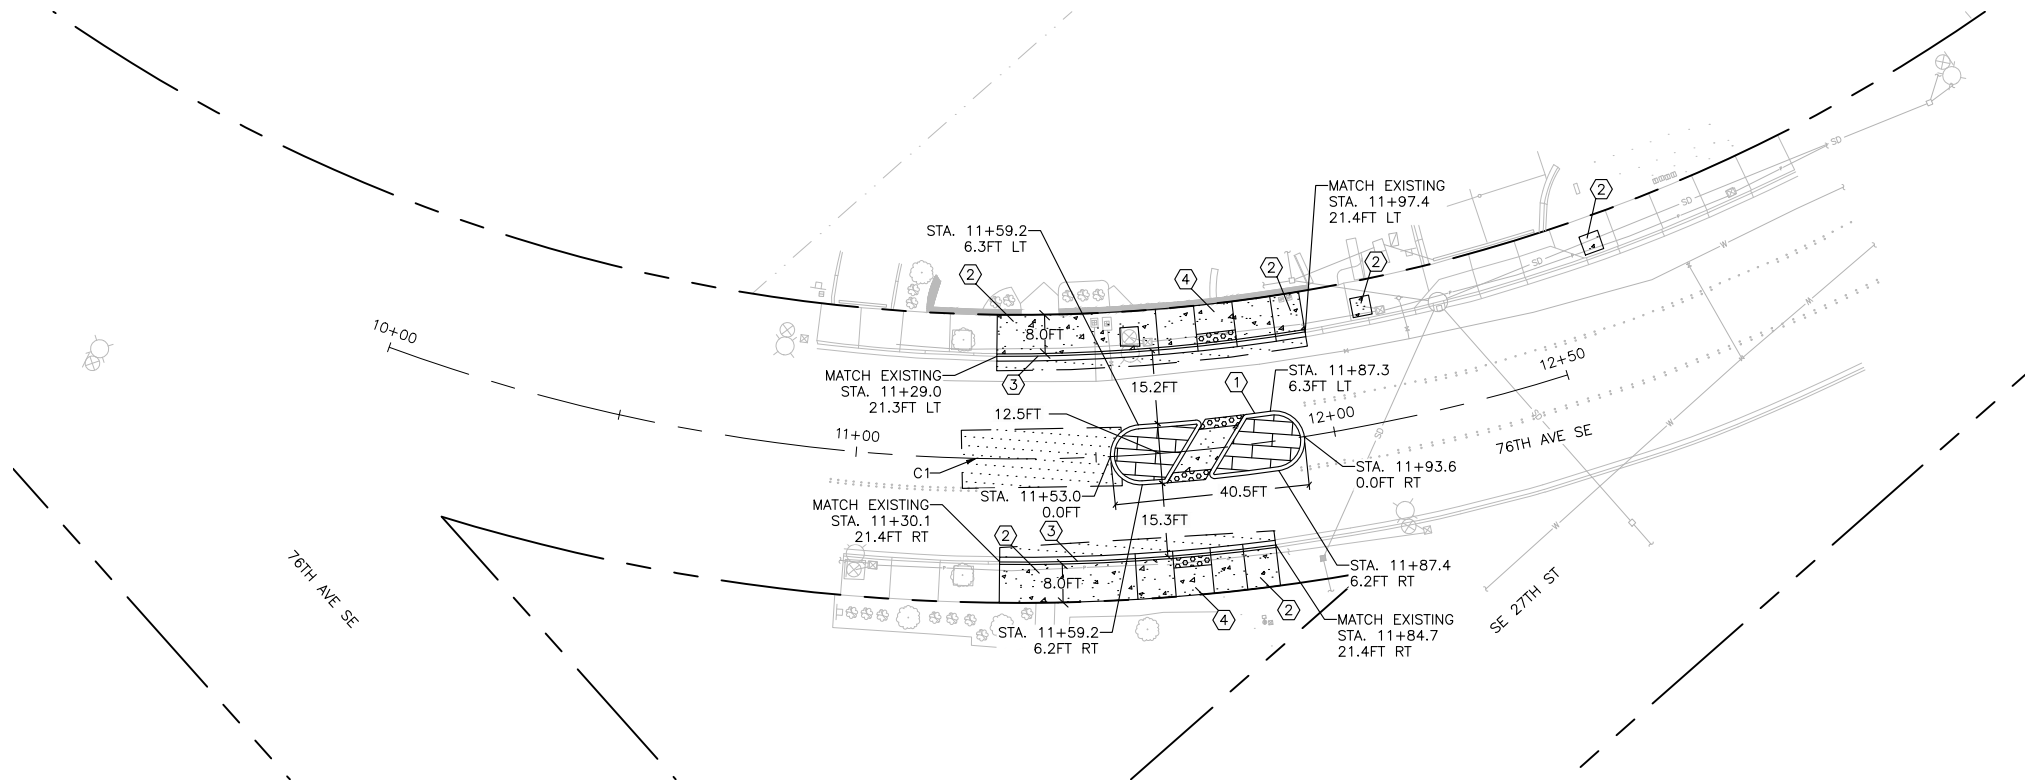 MATCH EXISTING
STA. 11+97.4
21.4FT LT
2
STA. 11+59.2
6.3FT LT
2
4
2
2
SD
SD
SD
W
10+00
8.0FT
12+50
MATCH EXISTING
STA. 11+29.0
21.3FT LT
3
15.2FT
1
STA. 11+87.3
6.3FT LT
12.5FT
12+00
11+00
76TH AVE SE
SD
W
C1
STA. 11+53.0
0.0FT
40.5FT
STA. 11+93.6
0.0FT RT
MATCH EXISTING
STA. 11+30.1
21.4FT RT
2
3
15.3FT
W
76TH AVE SE
8.0FT
STA. 11+87.4
6.2FT RT
SE 27TH ST
2
4
STA. 11+59.2
6.2FT RT
MATCH EXISTING
STA. 11+84.7
21.4FT RT